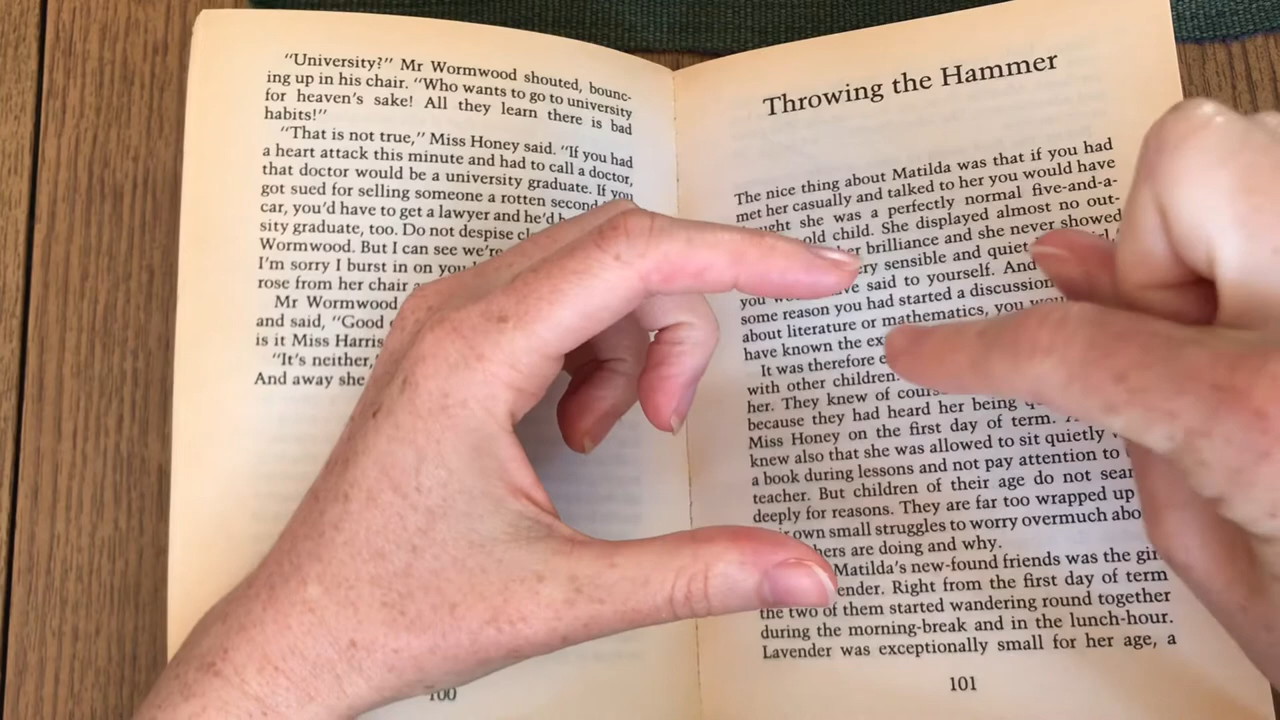 “University?” Mr Wormwood shouted, bounc-
ing up in his chair. “Who wants to go to university
for heaven’s sake! All they learn there is bad
habits!”
“That is not true,” Miss Honey said. “If you had
a heart attack this minute and had to call a doctor,
that doctor would be a university graduate. If you
got sued for selling someone a rotten second-
car, you’d have to get a lawyer and he’d
sity graduate, too. Do not despise
Wormwood. But I can see we’re
I’m sorry I burst in on you
rose from her chair
Mr Wormwood
and said, “Good
is it Miss Harris
“It’s neither,
And away she
100
Throwing the Hammer
The nice thing about Matilda was that if you had
met her casually and talked to her you would have
she was a perfectly normal five-and-a-
old child. She displayed almost no out-
her brilliance and she never showed
sensible and quiet
you said to yourself. And
some reason you had started a discussion
about literature or mathematics, you
have known the
It was therefore
with other children.
her. They knew of
because they had heard her being
Miss Honey on the first day of term.
knew also that she was allowed to sit quietly
a book during lessons and not pay attention to
teacher. But children of their age do not
deeply for reasons. They are far too wrapped up
own small struggles to worry overmuch
are doing and why.
Matilda’s new-found friends was the
Right from the first day of term
the two of them started wandering round together
during the morning-break and in the lunch-hour.
Lavender was exceptionally small for her age, a
101